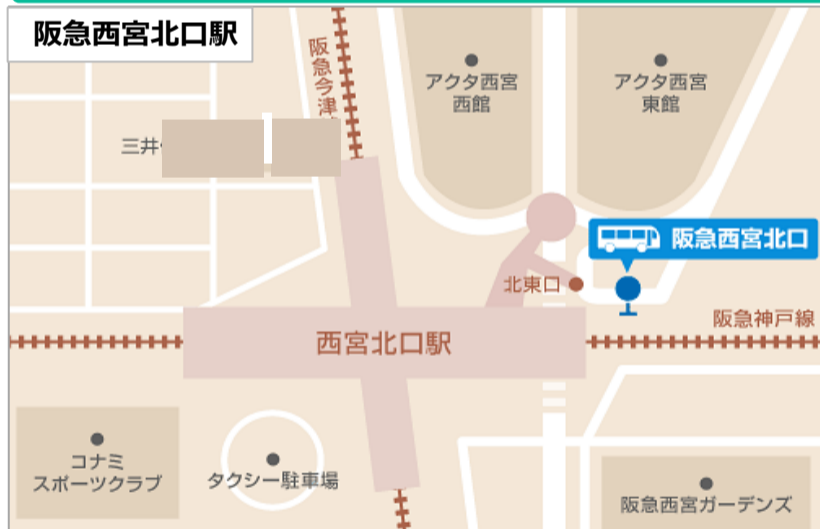 阪急西宮北口駅
阪急今津
アクタ西宮
西館
アクタ西宮
東館
三井
阪急西宮北口
北東口
阪急神戸線
西宮北口駅
コナミ
スポーツクラブ
タクシー駐車場
阪急西宮ガーデンズ